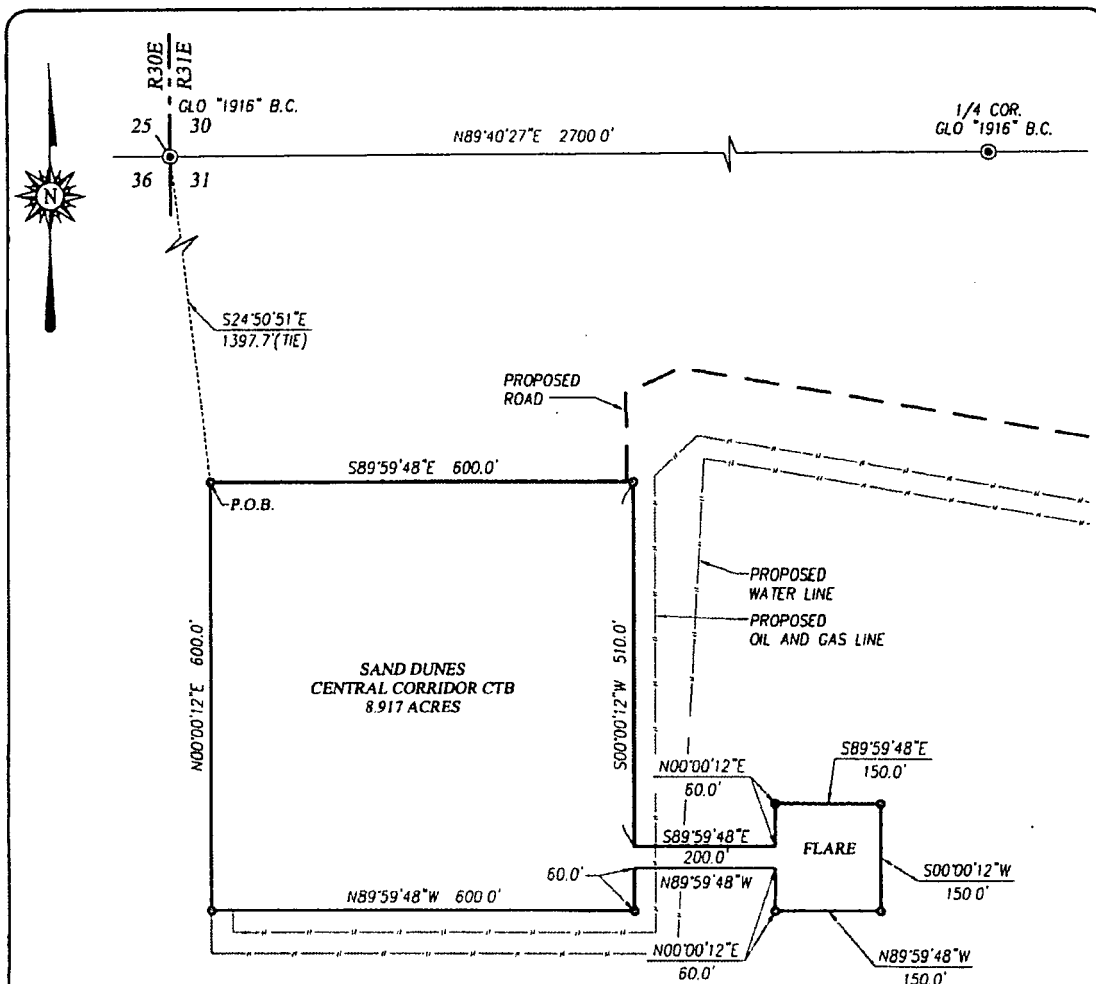 R30E
R31E
GLO "1916" B.C.
25 30
36 31
N89°40'27"E 2700.0'
1/4 COR.
GLO "1916" B.C.
N
S24°50'51"E
1397.7'(TIE)
PROPOSED
ROAD
S89°59'48"E 600.0'
P.O.B.
PROPOSED
WATER LINE
PROPOSED
OIL AND GAS LINE
N00°00'12"E 600.0'
SAND DUNES
CENTRAL CORRIDOR CTB
8.917 ACRES
S00°00'12"W 510.0'
N00°00'12"E
60.0'
S89°59'48"E
150.0'
S89°59'48"E
200.0'
N89°59'48"W
FLARE
S00°00'12"W
150.0'
60.0'
N89°59'48"W 600.0'
N00°00'12"E
60.0'
N89°59'48"W
150.0'